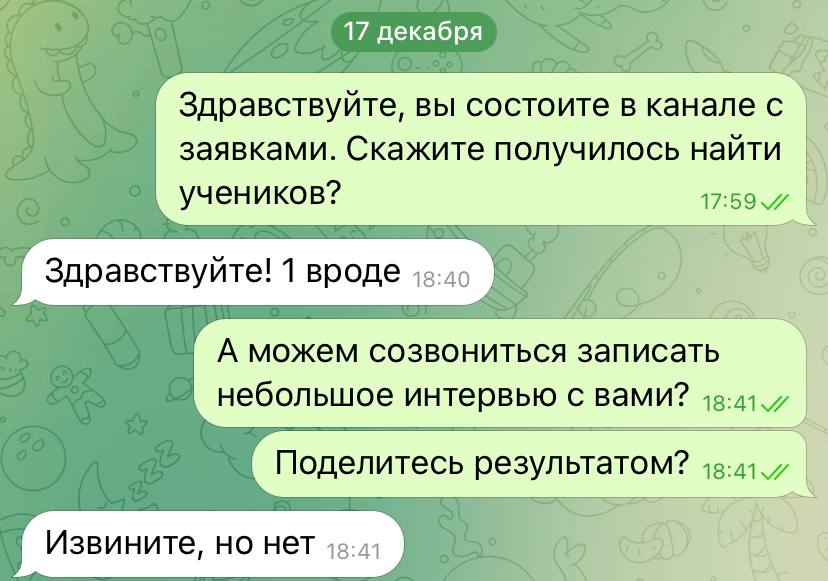 17 декабря
Здравствуйте, вы состоите в канале с
заявками. Скажите получилось найти
учеников?
17:59
Здравствуйте! 1 вроде 18:40
А можем созвониться записать
небольшое интервью с вами? 18:41
Поделитесь результатом? 18:41
Извините, но нет 18:41